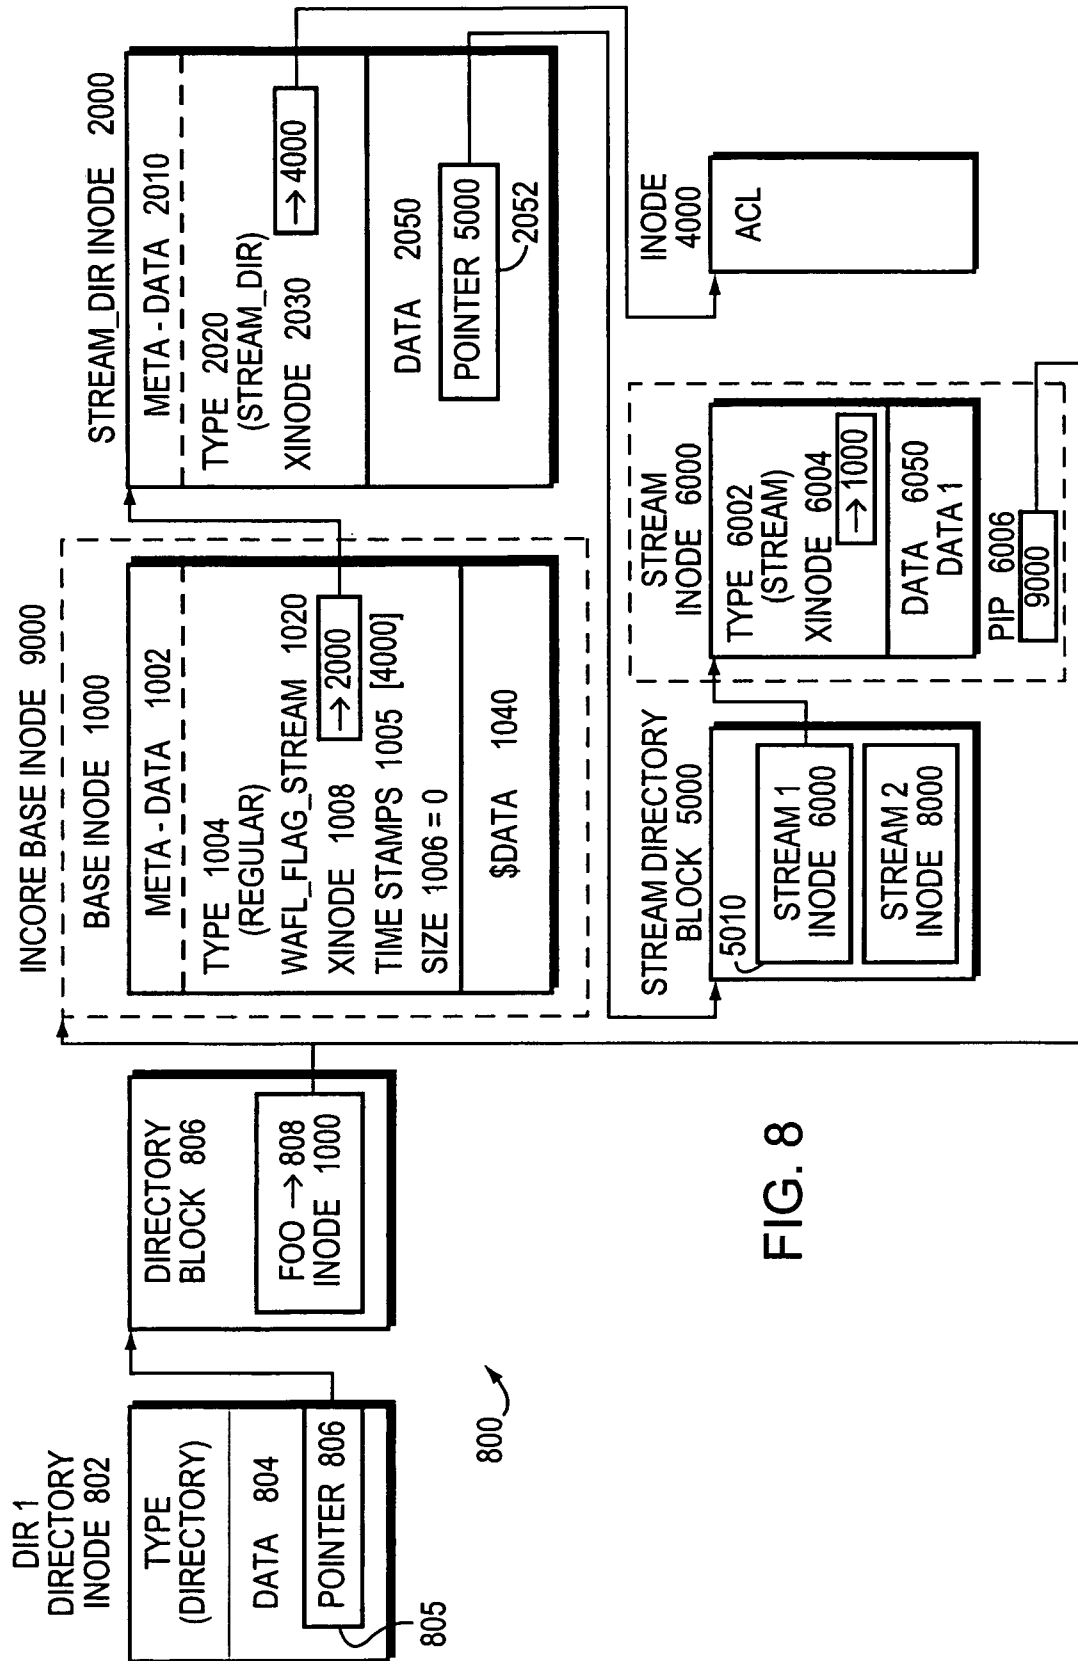 DIR 1
DIRECTORY
INODE 802
TYPE
(DIRECTORY)
DATA 804
POINTER 806
805
DIRECTORY
BLOCK 806
FOO → 808
INODE 1000
INCORE BASE INODE 9000
BASE INODE 1000
META - DATA 1002
TYPE 1004
(REGULAR)
WAFL_FLAG_STREAM 1020
XINODE 1008
→ 2000
TIME STAMPS 1005 [4000]
SIZE 1006 = 0
$DATA 1040
STREAM_DIR INODE 2000
META - DATA 2010
TYPE 2020
(STREAM_DIR)
XINODE 2030
→ 4000
DATA 2050
POINTER 5000
2052
800
STREAM DIRECTORY
BLOCK 5000
5010
STREAM 1
INODE 6000
STREAM 2
INODE 8000
STREAM
INODE 6000
TYPE 6002
(STREAM)
XINODE 6004
→ 1000
DATA 6050
DATA 1
PIP 6006
9000
INODE
4000
ACL
FIG. 8